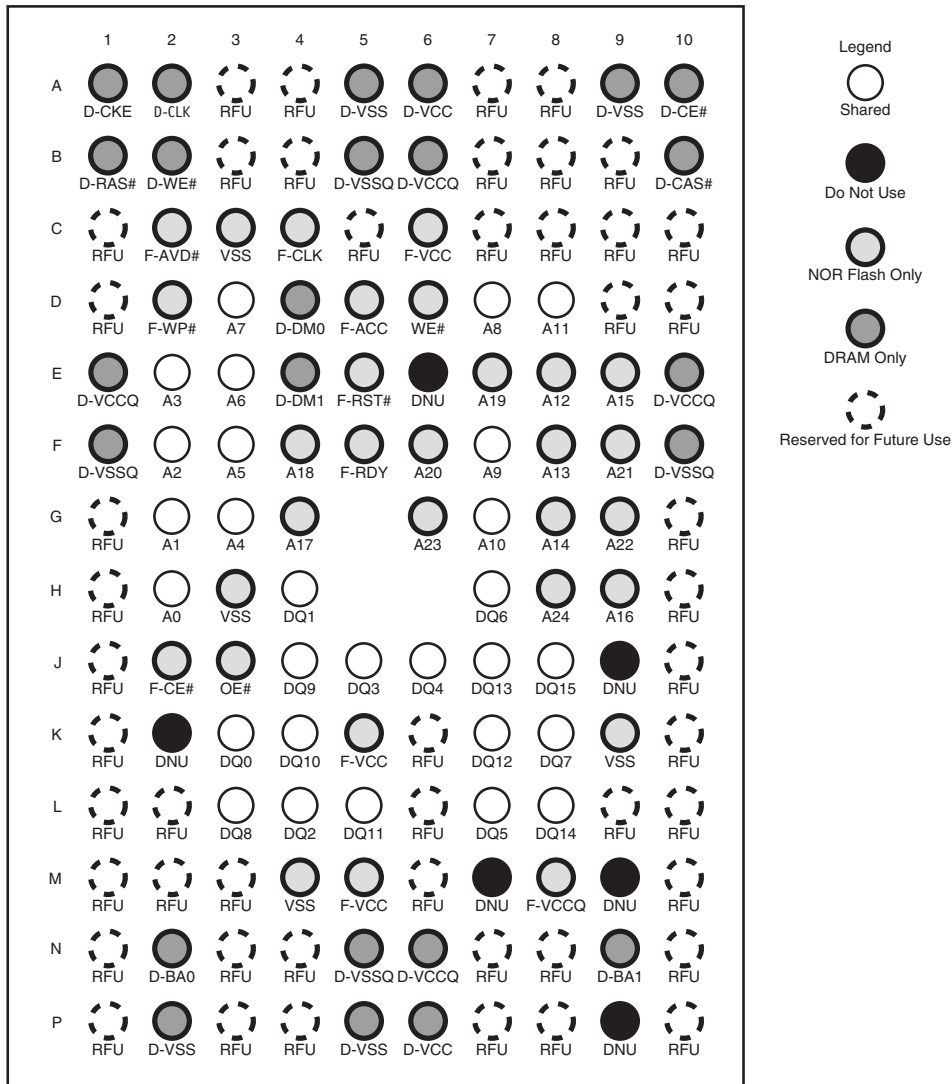 1 2 3 4 5 6 7 8 9 10
A
D-CKE D-CLK RFU RFU D-VSS D-VCC RFU RFU D-VSS D-CE#
B
D-RAS# D-WE# RFU RFU D-VSSQ D-VCCQ RFU RFU RFU D-CAS#
C
RFU F-AVD# VSS F-CLK RFU F-VCC RFU RFU RFU RFU
D
RFU F-WP# A7 D-DM0 F-ACC WE# A8 A11 RFU RFU
E
D-VCCQ A3 A6 D-DM1 F-RST# DNU A19 A12 A15 D-VCCQ
F
D-VSSQ A2 A5 A18 F-RDY A20 A9 A13 A21 D-VSSQ
G
RFU A1 A4 A17 A23 A10 A14 A22 RFU
H
RFU A0 VSS DQ1 DQ6 A24 A16 RFU
J
RFU F-CE# OE# DQ9 DQ3 DQ4 DQ13 DQ15 DNU RFU
K
RFU DNU DQ0 DQ10 F-VCC RFU DQ12 DQ7 VSS RFU
L
RFU RFU DQ8 DQ2 DQ11 RFU DQ5 DQ14 RFU RFU
M
RFU RFU RFU VSS F-VCC RFU DNU F-VCCQ DNU RFU
N
RFU D-BA0 RFU RFU D-VSSQ D-VCCQ RFU RFU D-BA1 RFU
P
RFU D-VSS RFU RFU D-VSS D-VCC RFU RFU DNU RFU
Legend
Shared
Do Not Use
NOR Flash Only
DRAM Only
Reserved for Future Use